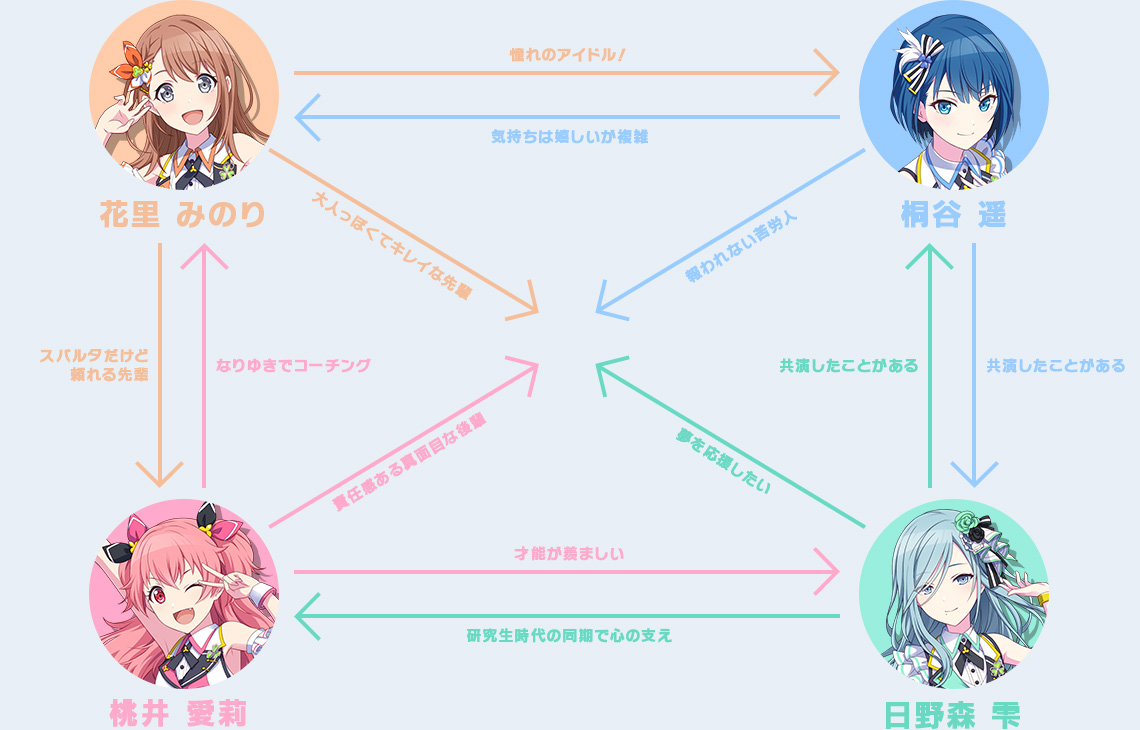 憧れのアイドル!
気持ちは嬉しいが複雑
花里 みのり
桐谷 遥
大人っぽくてキレイな先輩
報われない苦労人
スパルタだけど
頼れる先輩
なりゆきでコーチング
共演したことがある
共演したことがある
責任感ある真面目な後輩
夢を応援したい
才能が羨ましい
研究生時代の同期で心の支え
桃井 愛莉
日野森 雫